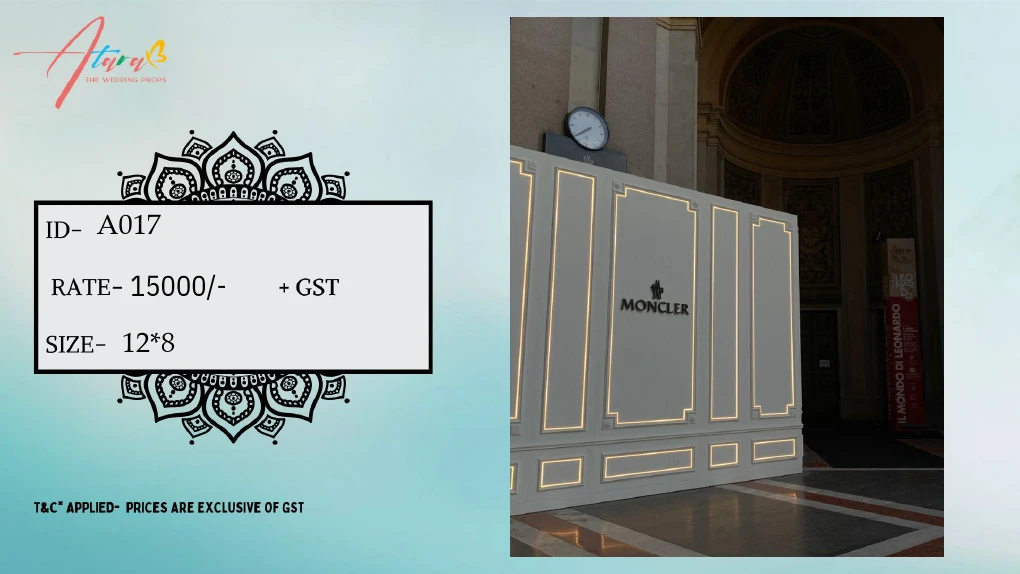 Atara
THE WEDDING PROPS
ID- A017
RATE- 15000/- + GST
SIZE- 12*8
T&C* APPLIED- PRICES ARE EXCLUSIVE OF GST
MONCLER
IL MONDO DI LEONARDO